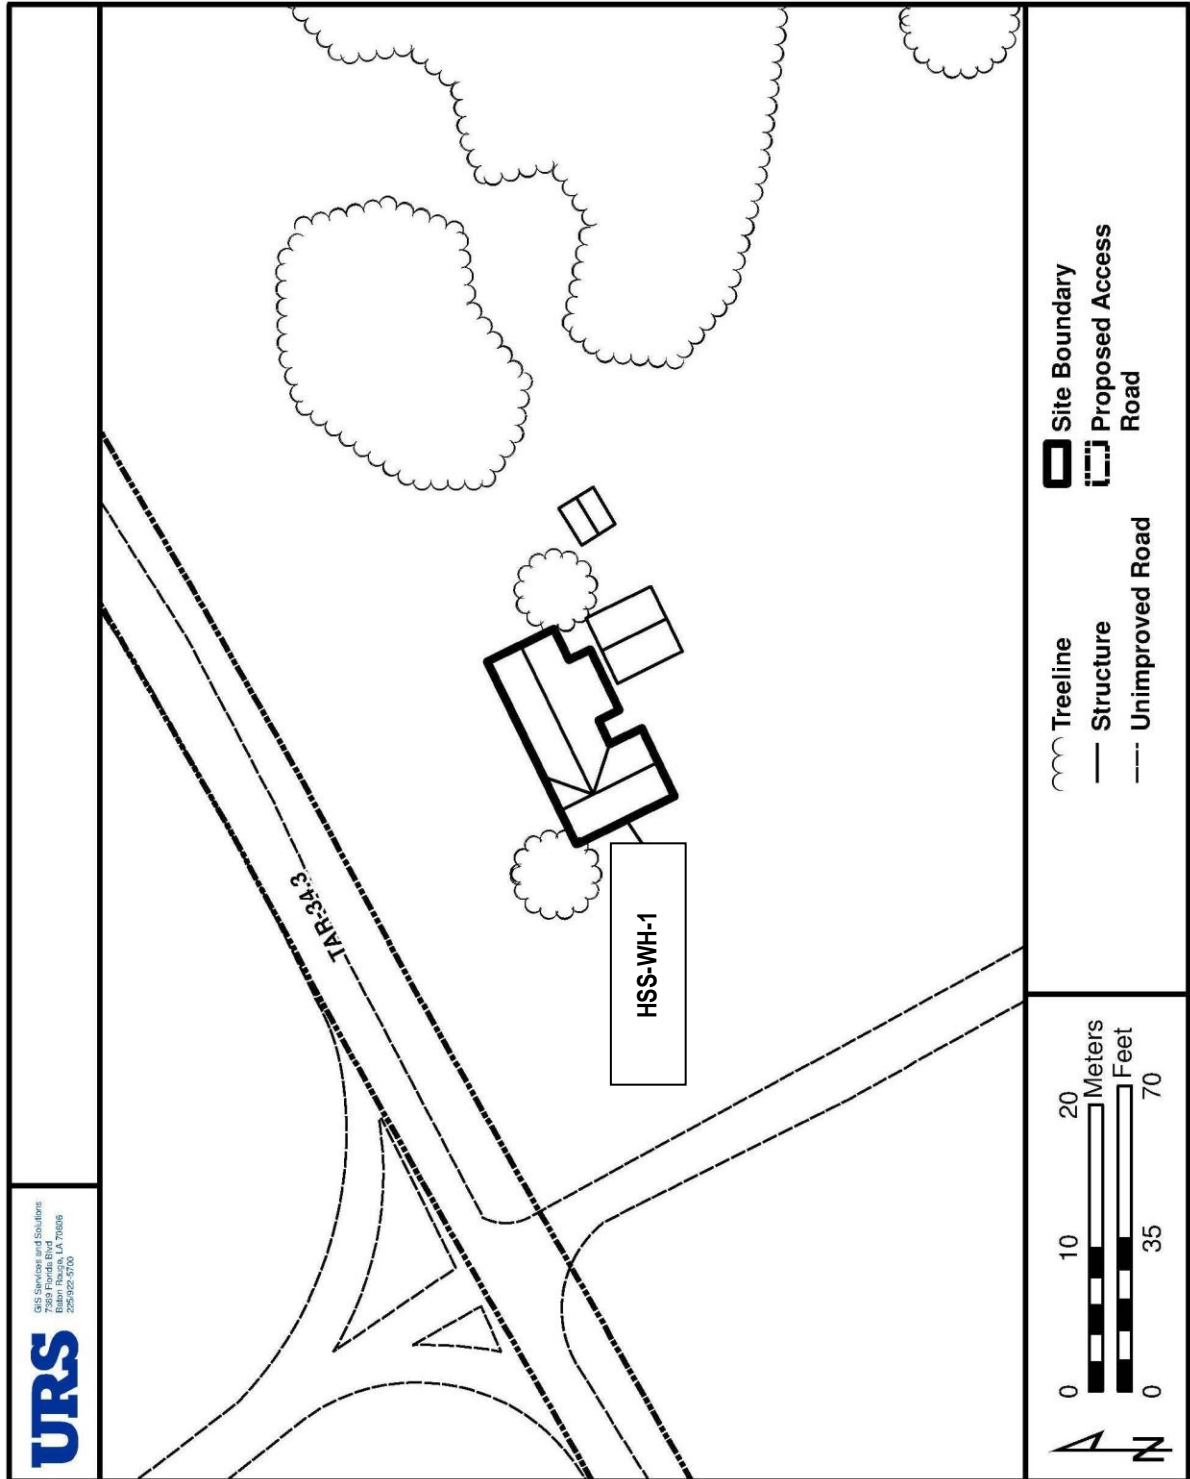 URS
GIS Services and Solutions
7389 Florida Blvd
Baton Rouge, LA 70806
225/922-5700
TAR-34.3
HSS-WH-1
0 10 20
Meters
Feet
0 35 70
N
Treeline
Structure
Unimproved Road
Site Boundary
Proposed Access
Road